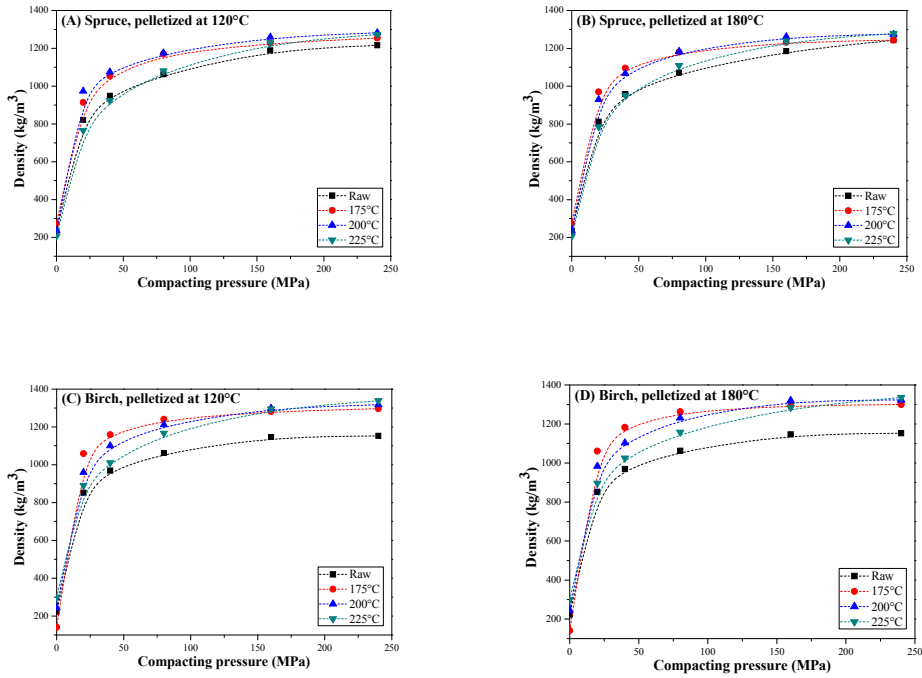 (A) Spruce, pelletized at 120°C
1400
1200
1000
800
600
400
200
Density (kg/m³)
0
50
100
150
200
250
Compacting pressure (MPa)
Raw
175°C
200°C
225°C
(B) Spruce, pelletized at 180°C
1400
1200
1000
800
600
400
200
Density (kg/m³)
0
50
100
150
200
250
Compacting pressure (MPa)
Raw
175°C
200°C
225°C
(C) Birch, pelletized at 120°C
1400
1200
1000
800
600
400
200
Density (kg/m³)
0
50
100
150
200
250
Compacting pressure (MPa)
Raw
175°C
200°C
225°C
(D) Birch, pelletized at 180°C
1400
1200
1000
800
600
400
200
Density (kg/m³)
0
50
100
150
200
250
Compacting pressure (MPa)
Raw
175°C
200°C
225°C